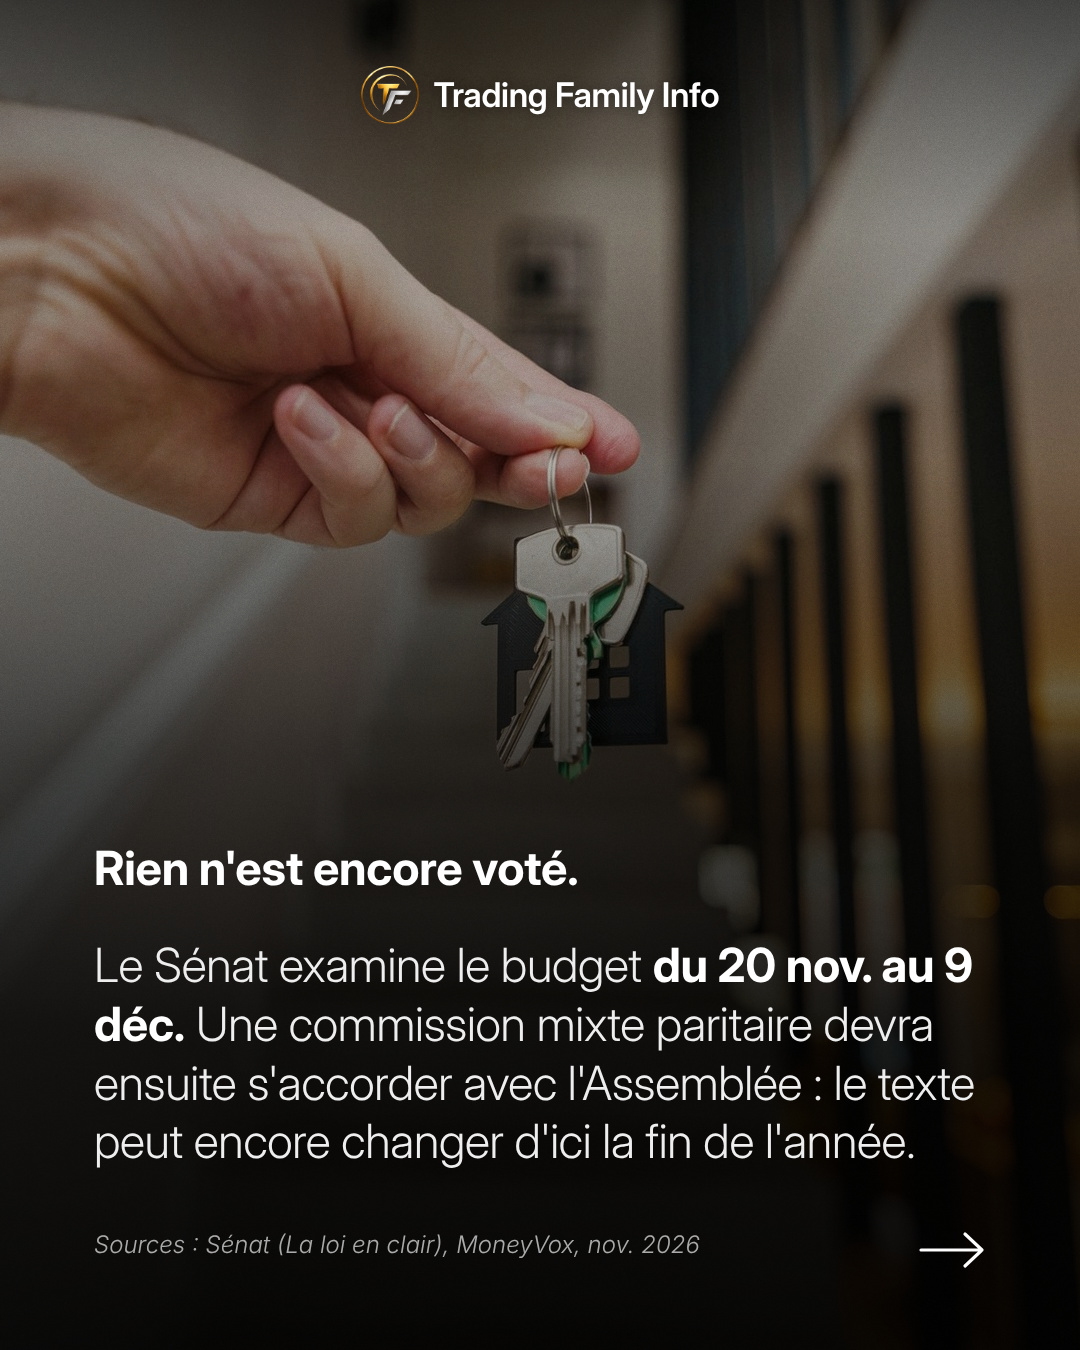 TF Trading Family Info
Rien n'est encore voté.
Le Sénat examine le budget du 20 nov. au 9
déc. Une commission mixte paritaire devra
ensuite s'accorder avec l'Assemblée : le texte
peut encore changer d'ici la fin de l'année.
Sources : Sénat (La loi en clair), MoneyVox, nov. 2026